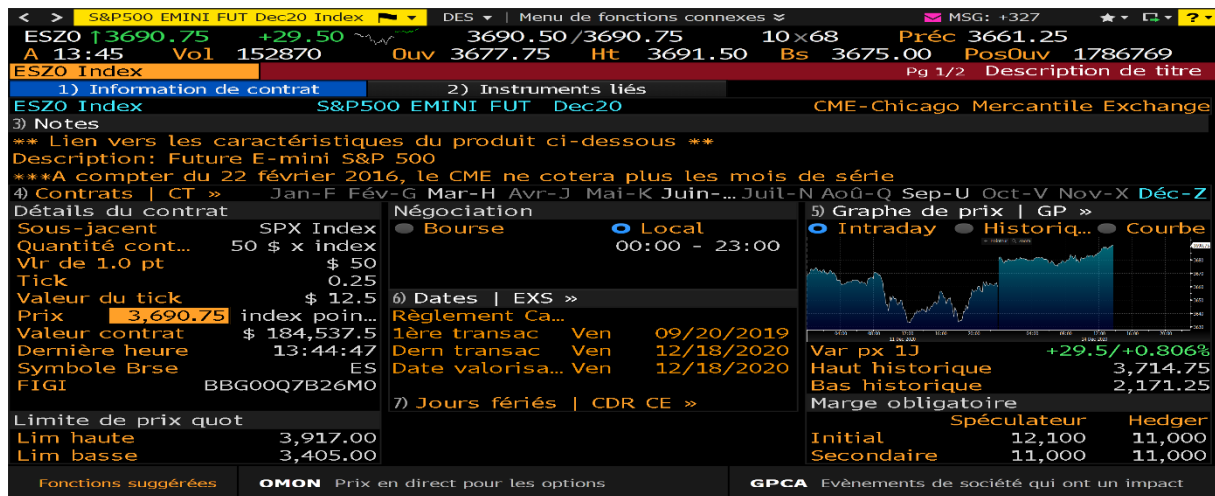 < > S&P500 EMINI FUT Dec20 Index DES | Menu de fonctions connexes MSG: +327 ?
ESZ0 ↑3690.75 +29.50 3690.50/3690.75 10×68 Préc 3661.25
A 13:45 Vol 152870 Ouv 3677.75 Ht 3691.50 Bs 3675.00 PosOuv 1786769
ESZ0 Index Pg 1/2 Description de titre
1) Information de contrat 2) Instruments liés
ESZ0 Index S&P500 EMINI FUT Dec20 CME-Chicago Mercantile Exchange
3) Notes
** Lien vers les caractéristiques du produit ci-dessous **
Description: Future E-mini S&P 500
***A compter du 22 février 2016, le CME ne cotera plus les mois de série
4) Contrats | CT » Jan-F Fév-G Mar-H Avr-J Mai-K Juin-... Juil-N Aoû-Q Sep-U Oct-V Nov-X Déc-Z
Détails du contrat
Sous-jacent SPX Index
Quantité cont... 50 $ x index
Vlr de 1.0 pt $ 50
Tick 0.25
Valeur du tick $ 12.5
Prix 3,690.75 index poin...
Valeur contrat $ 184,537.5
Dernière heure 13:44:47
Symbole Brse ES
FIGI BBG00Q7B26M0
Limite de prix quot
Lim haute 3,917.00
Lim basse 3,405.00
Négociation
Bourse Local
00:00 - 23:00
6) Dates | EXS »
Règlement Ca...
1ère transac Ven 09/20/2019
Dern transac Ven 12/18/2020
Date valorisa... Ven 12/18/2020
7) Jours fériés | CDR CE »
5) Graphe de prix | GP »
Intraday Historiq... Courbe
Var px 1J +29.5/+0.806%
Haut historique 3,714.75
Bas historique 2,171.25
Marge obligatoire
Spéculateur Hedger
Initial 12,100 11,000
Secondaire 11,000 11,000
Fonctions suggérées OMON Prix en direct pour les options GPCA Evènements de société qui ont un impact